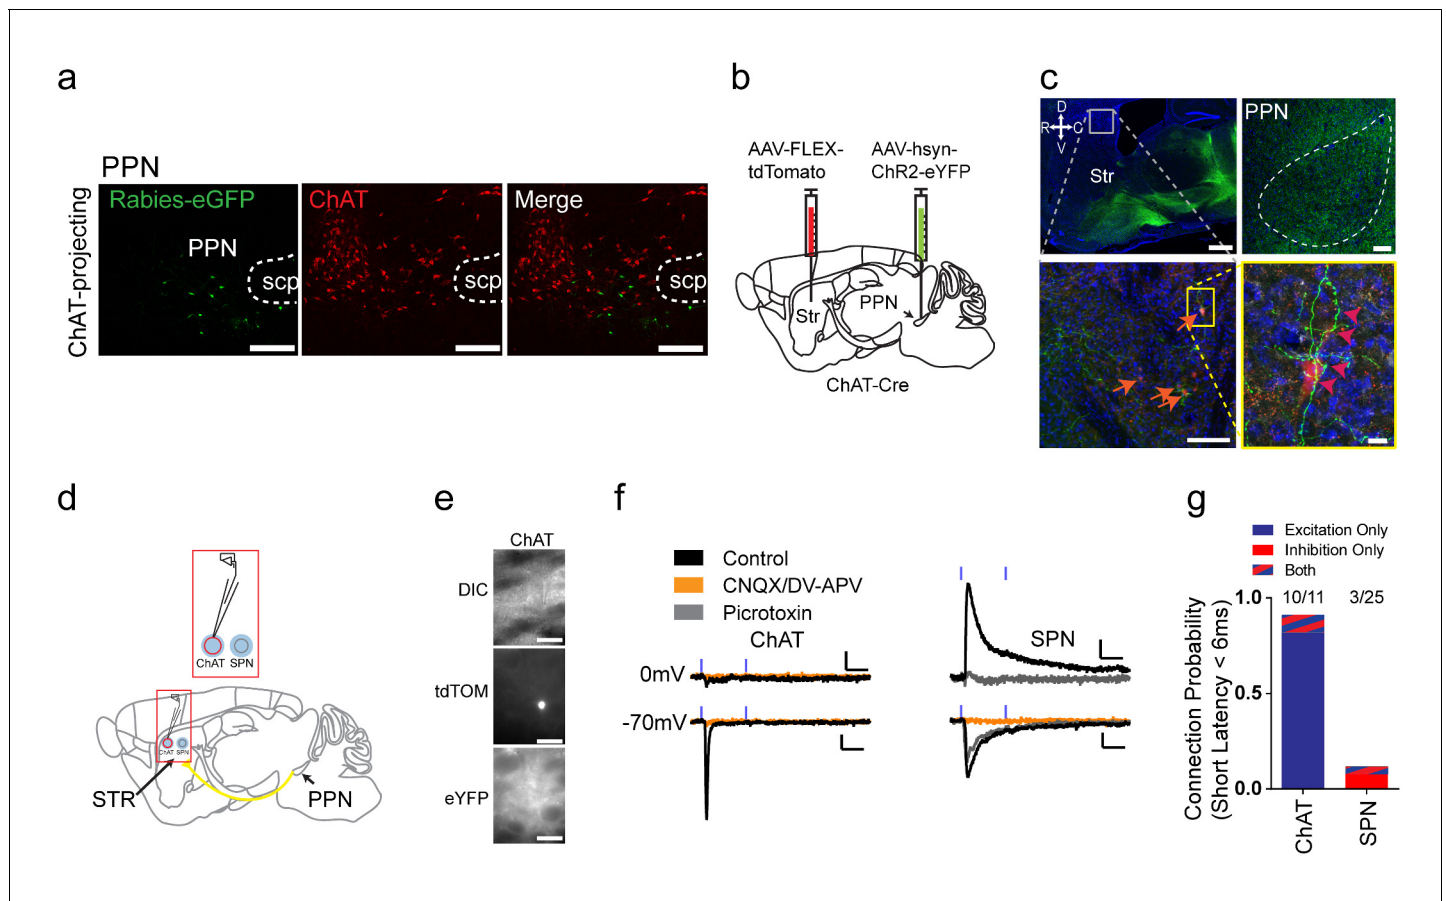 a
PPN
ChAT-projecting
Rabies-eGFP
PPN
scp
ChAT
scp
Merge
scp
b
AAV-FLEX-
tdTomato
AAV-hsyn-
ChR2-eYFP
Str
PPN
ChAT-Cre
c
D
R C
V
Str
PPN
d
ChAT SPN
ChAT SPN
STR
PPN
e
ChAT
DIC
tdTOM
eYFP
f
Control
CNQX/DV-APV
Picrotoxin
ChAT
SPN
0mV
-70mV
g
Excitation Only
Inhibition Only
Both
10/11 3/25
1.0
0.5
0.0
Connection Probability
(Short Latency < 6ms)
ChAT
SPN